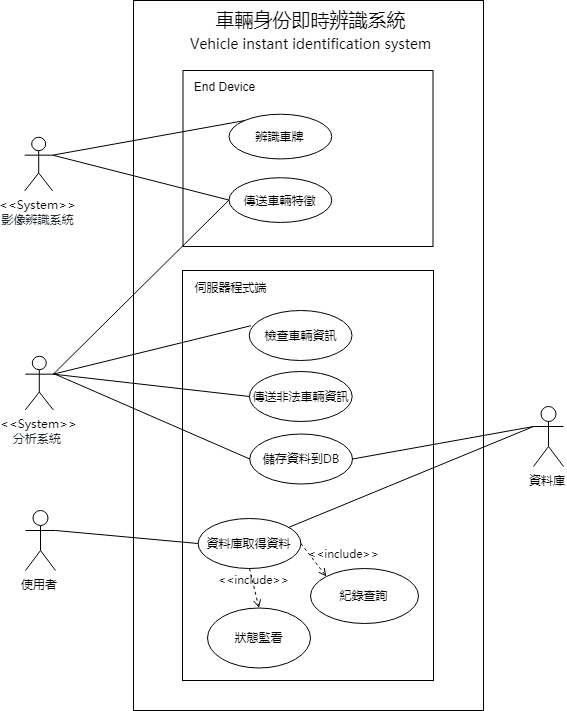 車輛身份即時辨識系統
Vehicle instant identification system
End Device
辨識車牌
傳送車輛特徵
<<System>>
影像辨識系統
伺服器程式端
檢查車輛資訊
傳送非法車輛資訊
儲存資料到DB
<<System>>
分析系統
資料庫
資料庫取得資料
<<include>>
<<include>>
紀錄查詢
狀態監看
使用者